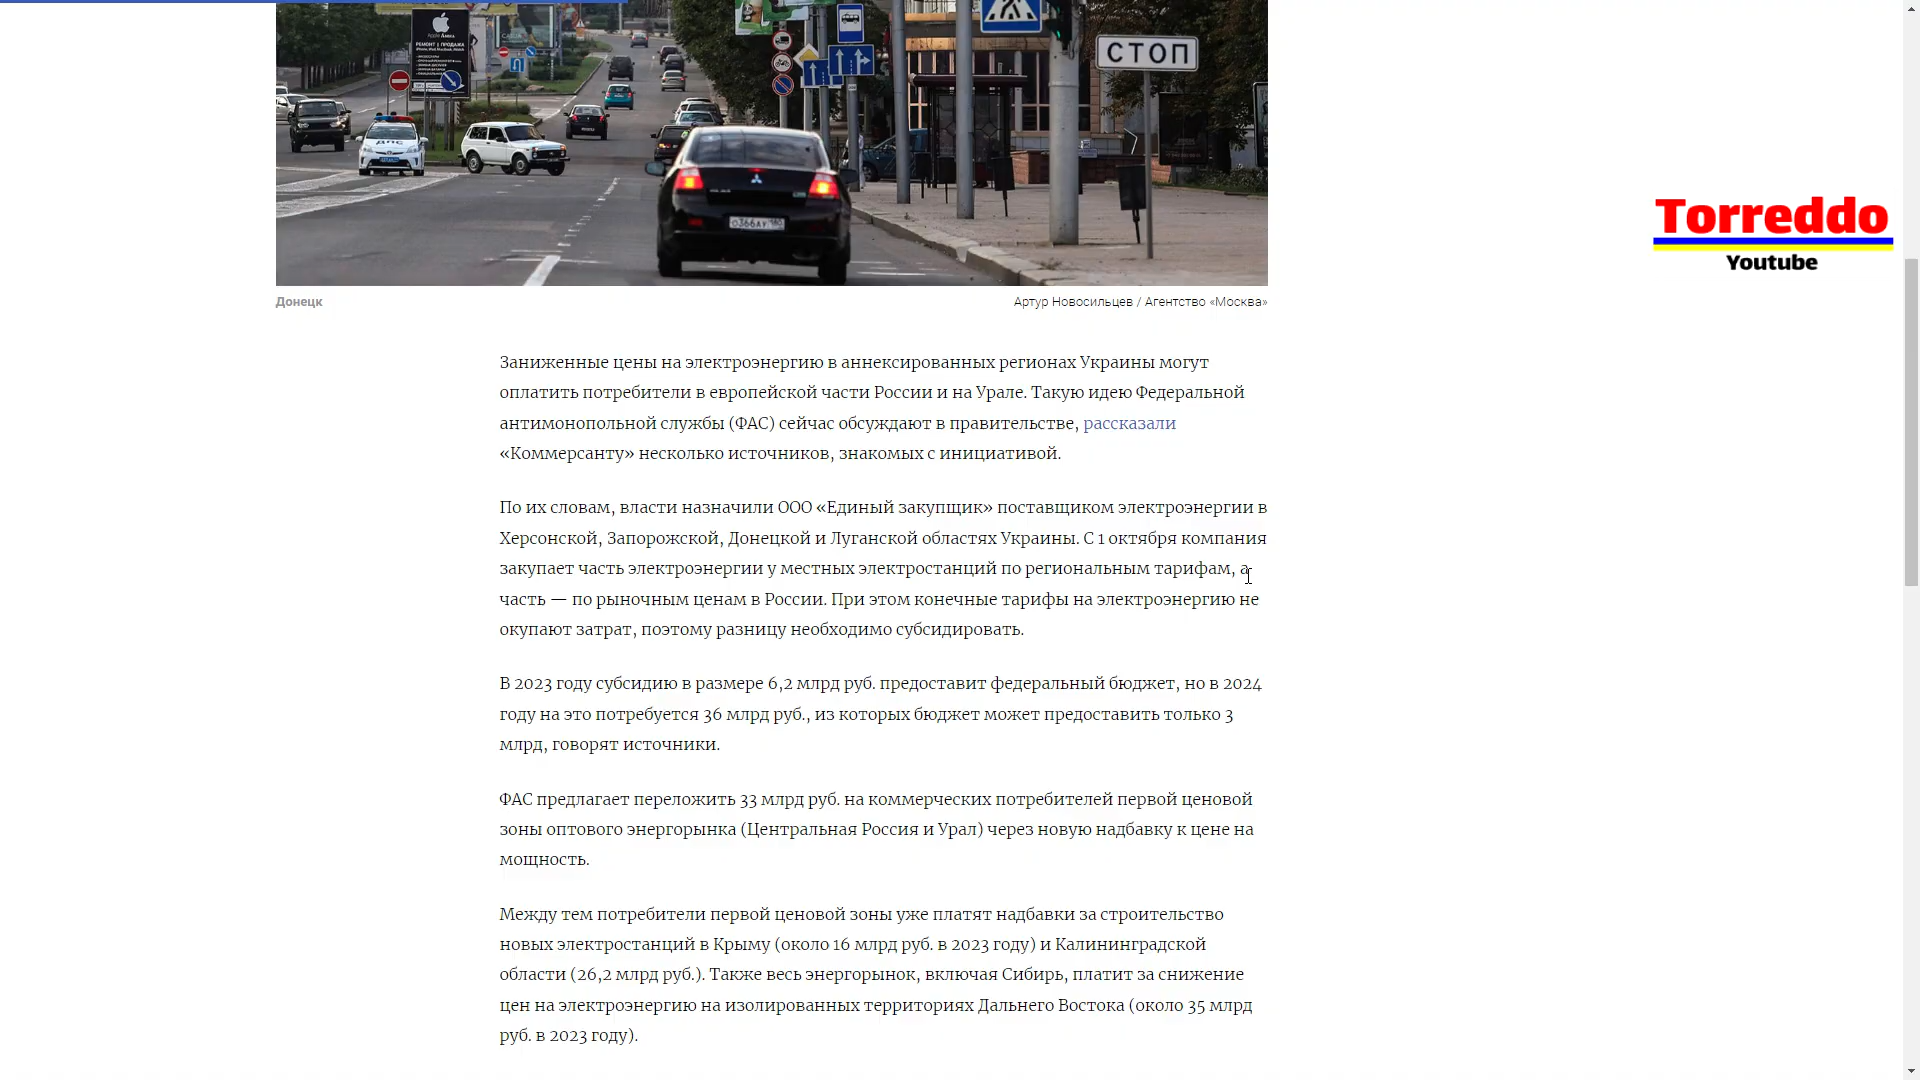 AppleÀííà
РЕМОНТ І ПРОДАЖА
ДПС
СТОП
о366АУ
Torreddo
Youtube
Донецк
Артур Новосильцев / Агентство «Москва»
Заниженные цены на электроэнергию в аннексированных регионах Украины могут
оплатить потребители в европейской части России и на Урале. Такую идею Федеральной
антимонопольной службы (ФАС) сейчас обсуждают в правительстве, рассказали
«Коммерсанту» несколько источников, знакомых с инициативой.
По их словам, власти назначили ООО «Единый закупщик» поставщиком электроэнергии в
Херсонской, Запорожской, Донецкой и Луганской областях Украины. С 1 октября компания
закупает часть электроэнергии у местных электростанций по региональным тарифам, а
часть — по рыночным ценам в России. При этом конечные тарифы на электроэнергию не
окупают затрат, поэтому разницу необходимо субсидировать.
В 2023 году субсидию в размере 6,2 млрд руб. предоставит федеральный бюджет, но в 2024
году на это потребуется 36 млрд руб., из которых бюджет может предоставить только 3
млрд, говорят источники.
ФАС предлагает переложить 33 млрд руб. на коммерческих потребителей первой ценовой
зоны оптового энергорынка (Центральная Россия и Урал) через новую надбавку к цене на
мощность.
Между тем потребители первой ценовой зоны уже платят надбавки за строительство
новых электростанций в Крыму (около 16 млрд руб. в 2023 году) и Калининградской
области (26,2 млрд руб.). Также весь энергорынок, включая Сибирь, платит за снижение
цен на электроэнергию на изолированных территориях Дальнего Востока (около 35 млрд
руб. в 2023 году).